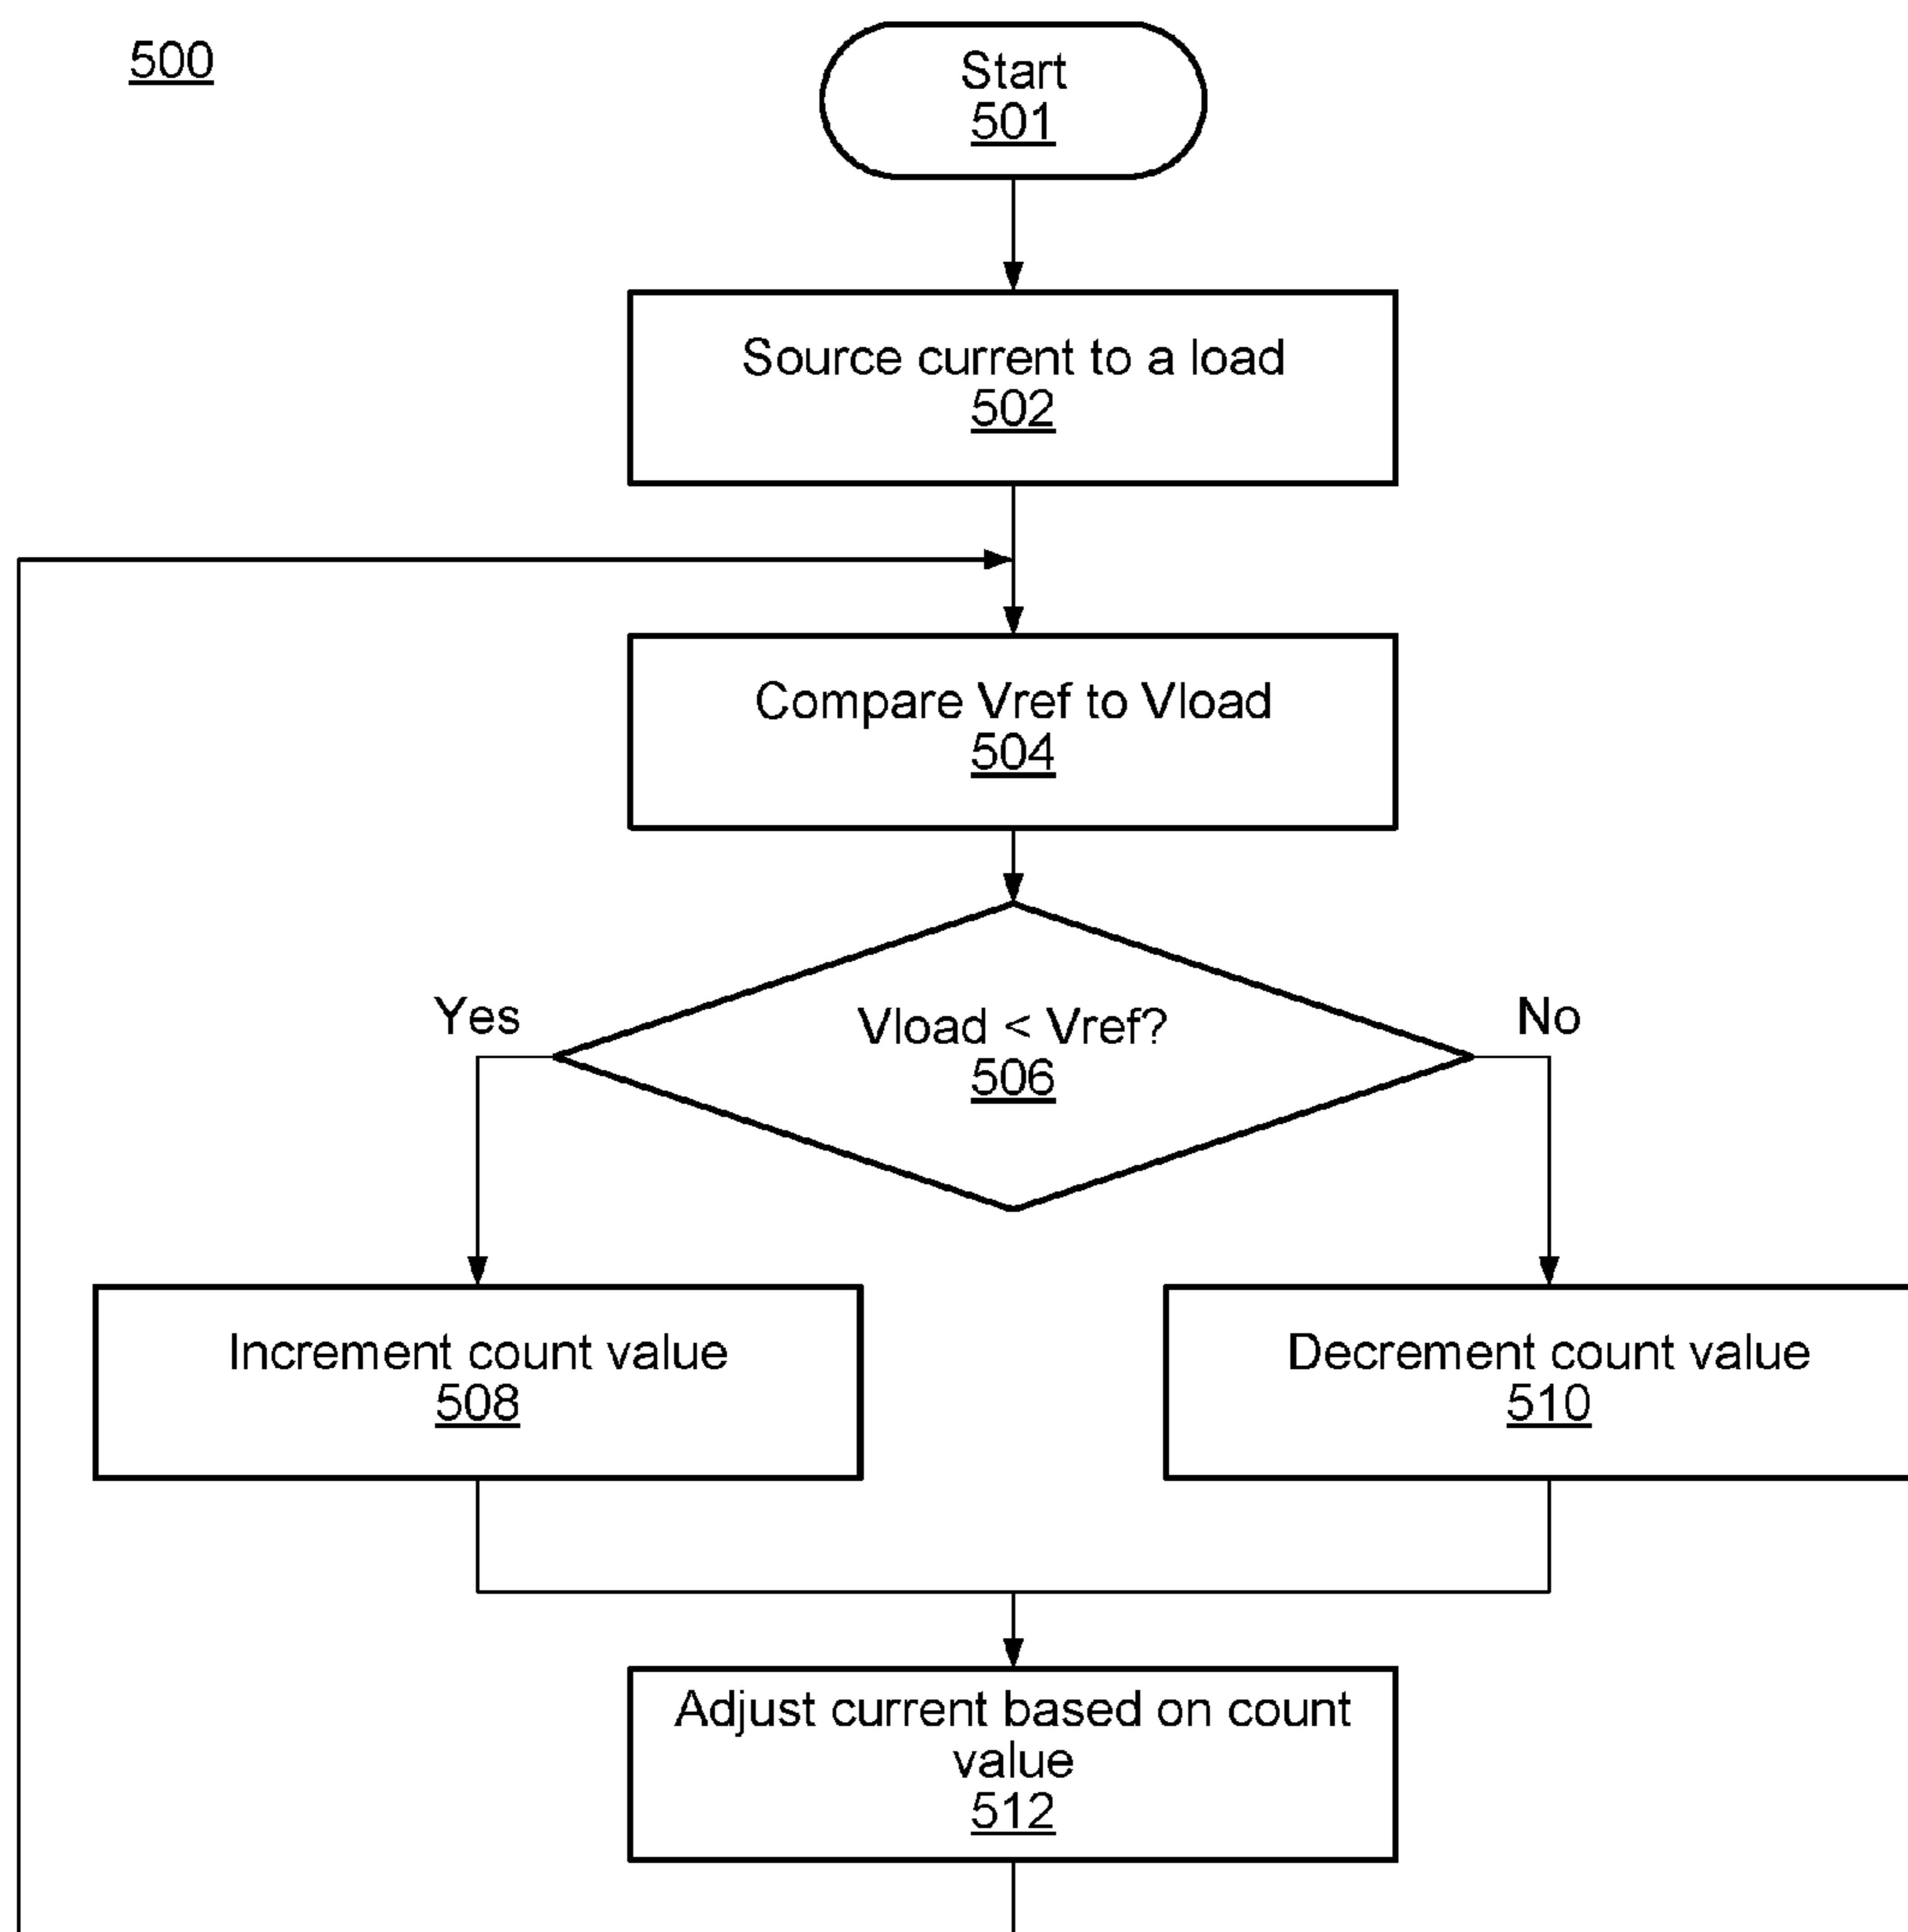 500
Start
501
Source current to a load
502
Compare Vref to Vload
504
Vload < Vref?
506
Yes
No
Increment count value
508
Decrement count value
510
Adjust current based on count
value
512